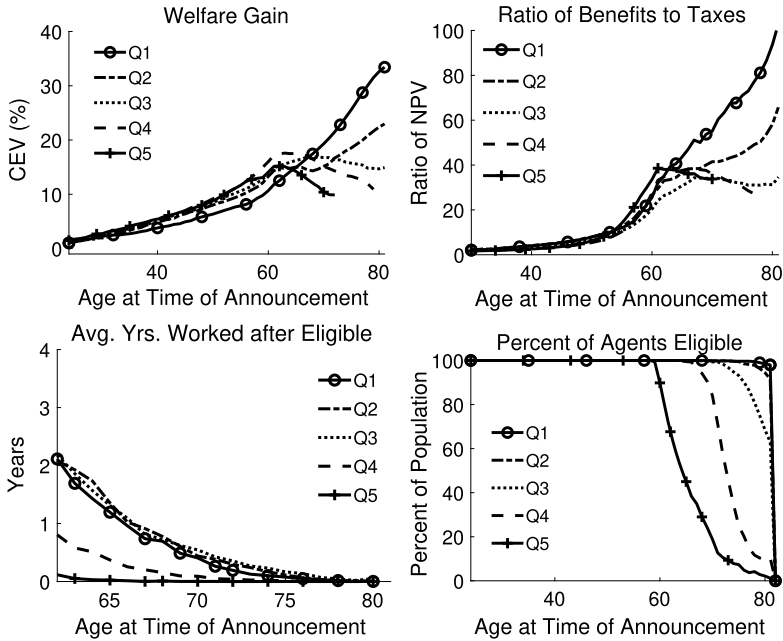 Welfare Gain
CEV (%)
40
30
20
10
0
Q1
Q2
Q3
Q4
Q5
40 60 80
Age at Time of Announcement
Ratio of Benefits to Taxes
Ratio of NPV
100
80
60
40
20
0
Q1
Q2
Q3
Q4
Q5
40 60 80
Age at Time of Announcement
Avg. Yrs. Worked after Eligible
Years
4
3
2
1
0
Q1
Q2
Q3
Q4
Q5
65 70 75 80
Age at Time of Announcement
Percent of Agents Eligible
Percent of Population
100
80
60
40
20
0
Q1
Q2
Q3
Q4
Q5
40 60 80
Age at Time of Announcement